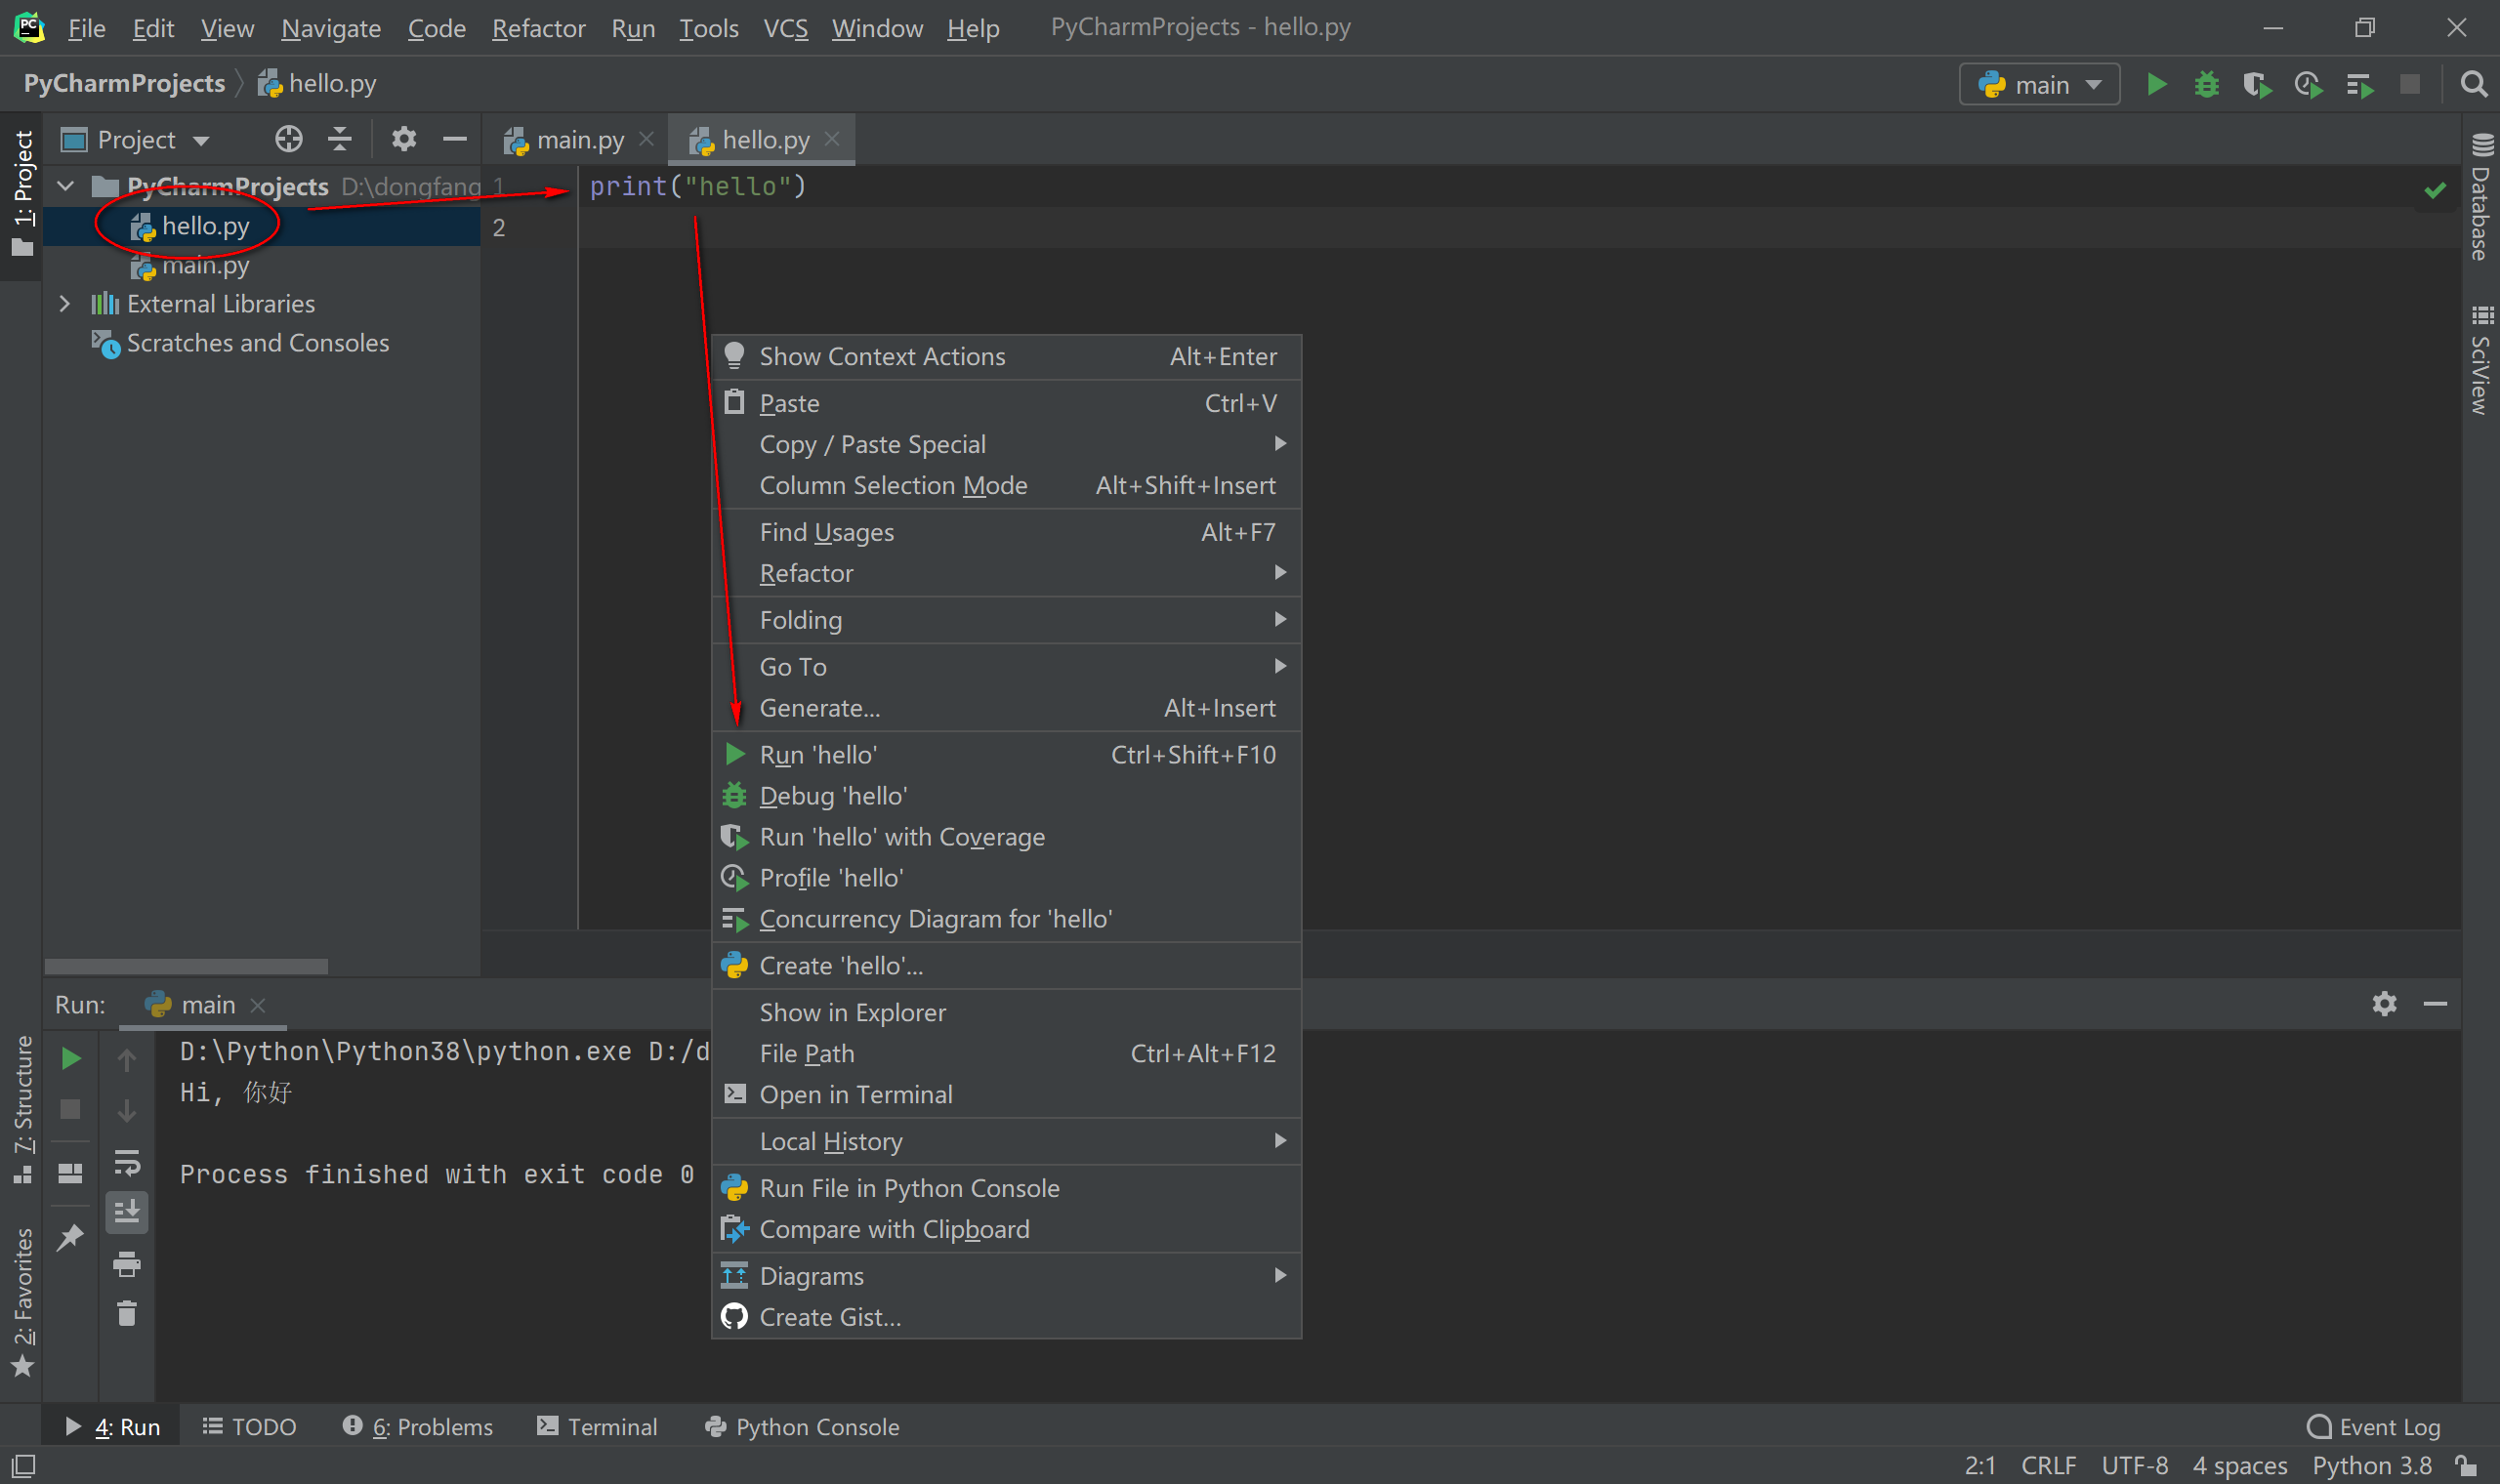 File Edit View Navigate Code Refactor Run Tools VCS Window Help PyCharmProjects - hello.py
PyCharmProjects hello.py main
1: Project
Project
main.py
hello.py
PyCharmProjects D:\dongfang
hello.py
main.py
External Libraries
Scratches and Consoles
1 print("hello")
2
Database
SciView
Show Context Actions Alt+Enter
Paste Ctrl+V
Copy / Paste Special
Column Selection Mode Alt+Shift+Insert
Find Usages Alt+F7
Refactor
Folding
Go To
Generate... Alt+Insert
Run 'hello' Ctrl+Shift+F10
Debug 'hello'
Run 'hello' with Coverage
Profile 'hello'
Concurrency Diagram for 'hello'
Create 'hello'...
Show in Explorer
File Path Ctrl+Alt+F12
Open in Terminal
Local History
Run File in Python Console
Compare with Clipboard
Diagrams
Create Gist...
Run: main
D:\Python\Python38\python.exe D:/d
Hi, 你好
Process finished with exit code 0
7: Structure
2: Favorites
4: Run TODO 6: Problems Terminal Python Console Event Log
2:1 CRLF UTF-8 4 spaces Python 3.8